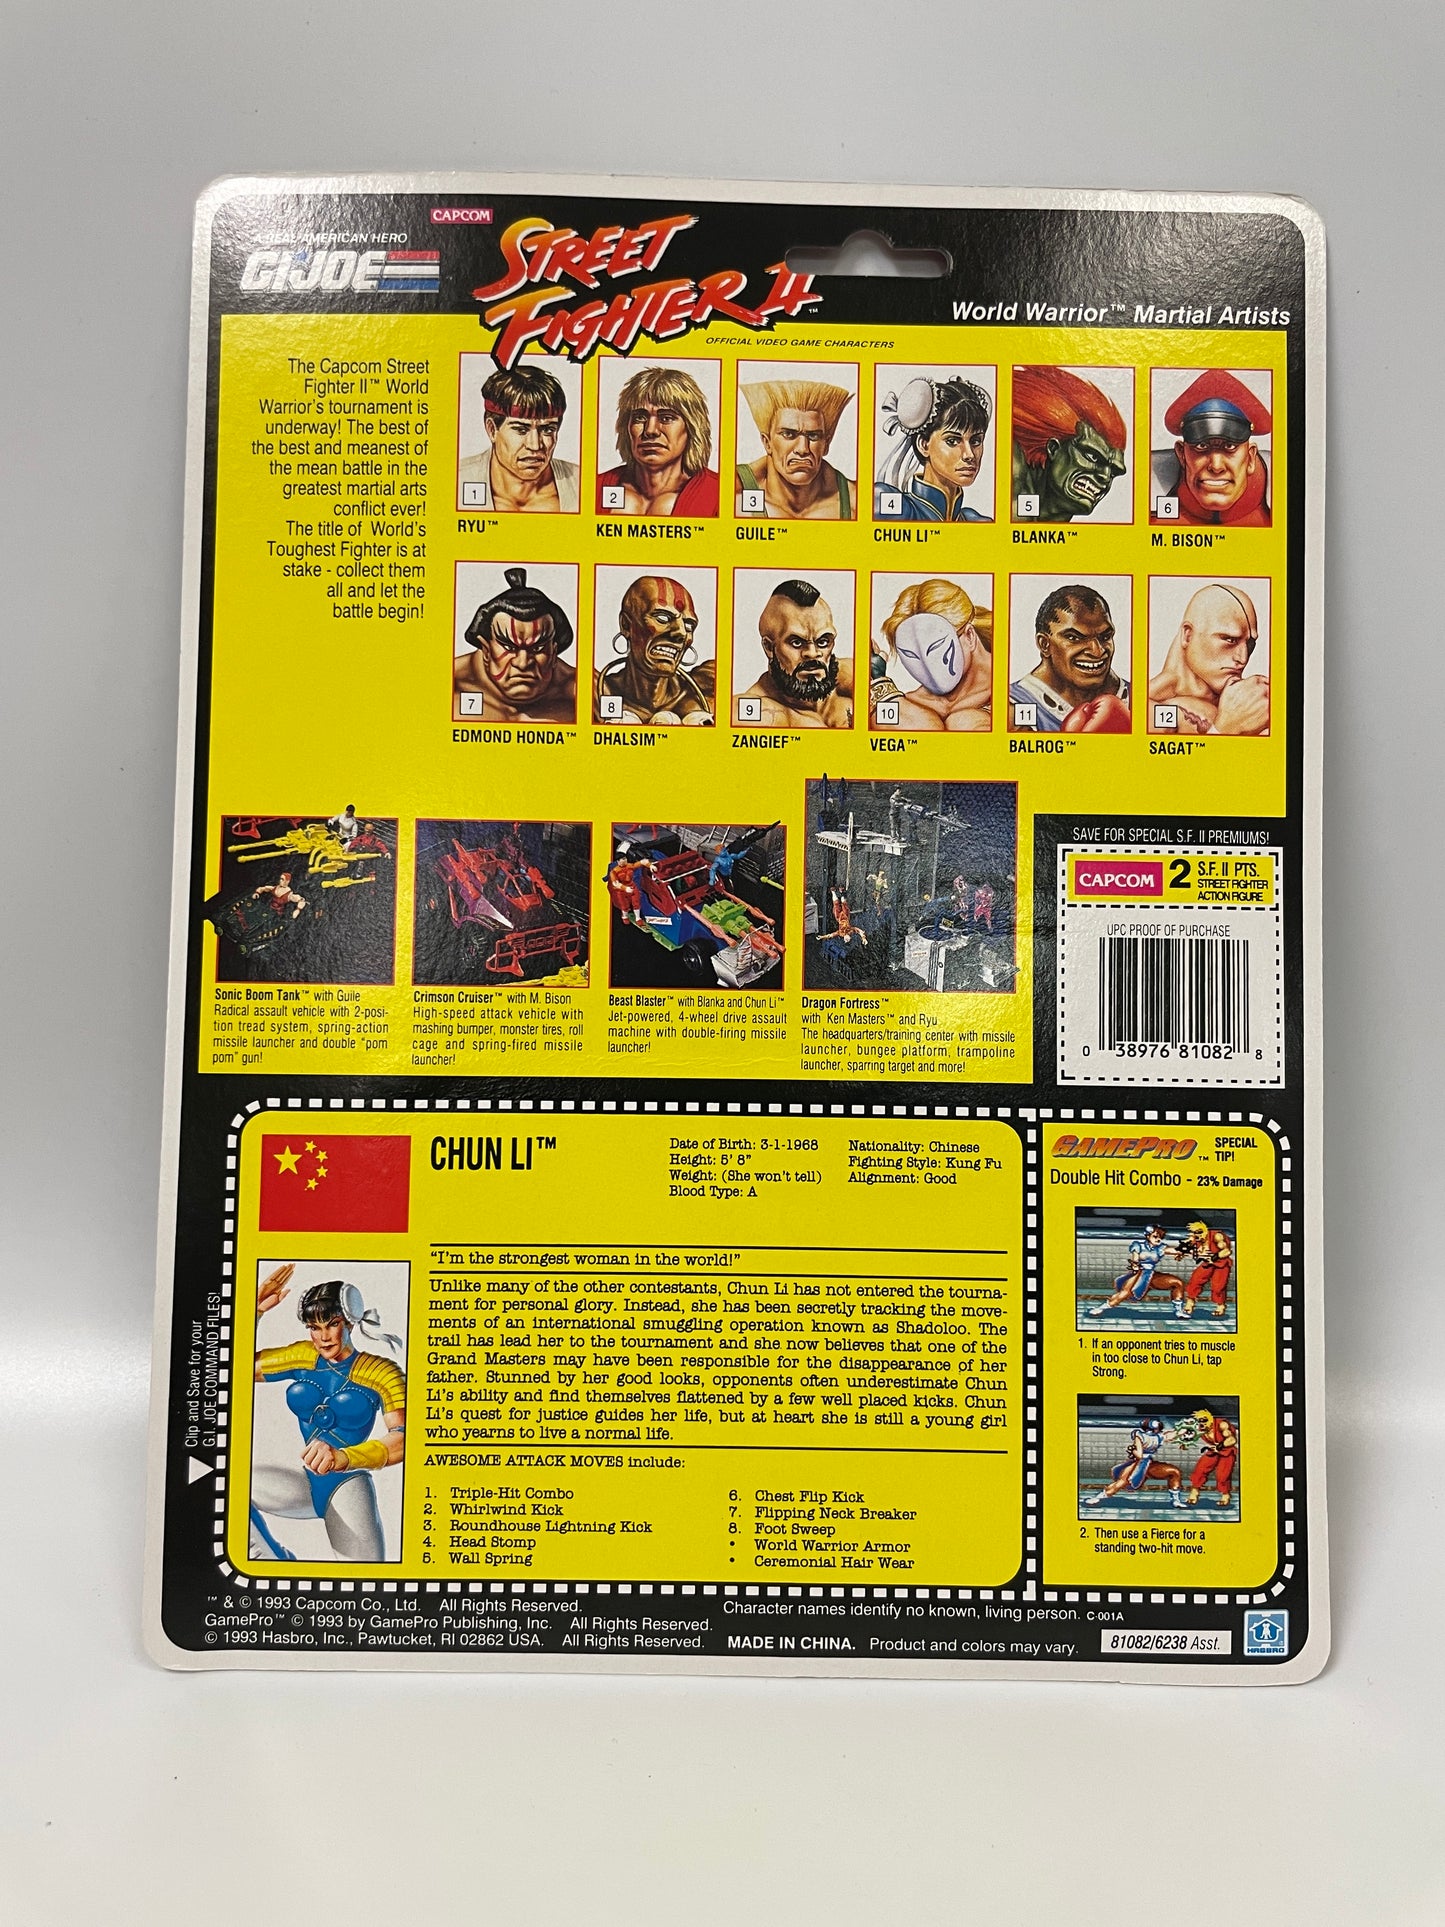 CAPCOM
A REAL AMERICAN HERO
G.I.JOE
STREET
FIGHTER II™
OFFICIAL VIDEO GAME CHARACTERS
World Warrior™ Martial Artists
The Capcom Street
Fighter II™ World
Warrior's tournament is
underway! The best of
the best and meanest of
the mean battle in the
greatest martial arts
conflict ever!
The title of World's
Toughest Fighter is at
stake - collect them
all and let the
battle begin!
1
RYU™
2
KEN MASTERS™
3
GUILE™
4
CHUN LI™
5
BLANKA™
6
M. BISON™
7
EDMOND HONDA™
8
DHALSIM™
9
ZANGIEF™
10
VEGA™
11
BALROG™
12
SAGAT™
Sonic Boom Tank™ with Guile
Radical assault vehicle with 2-posi-
tion tread system, spring-action
missile launcher and double "pom
pom" gun!
Crimson Cruiser™ with M. Bison
High-speed attack vehicle with
mashing bumper, monster tires, roll
cage and spring-fired missile
launcher!
Beast Blaster™ with Blanka and Chun Li™
Jet-powered, 4-wheel drive assault
machine with double-firing missile
launcher!
Dragon Fortress™
with Ken Masters™ and Ryu
The headquarters/training center with missile
launcher, bungee platform, trampoline
launcher, sparring target and more!
SAVE FOR SPECIAL S.F. II PREMIUMS!
CAPCOM 2 S.F. II PTS.
STREET FIGHTER
ACTION FIGURE
UPC PROOF OF PURCHASE
0 38976 81082 8
Clip and Save for your
G.I. JOE COMMAND FILES!
CHUN LI™
Date of Birth: 3-1-1968
Height: 5' 8"
Weight: (She won't tell)
Blood Type: A
Nationality: Chinese
Fighting Style: Kung Fu
Alignment: Good
"I'm the strongest woman in the world!"
Unlike many of the other contestants, Chun Li has not entered the tourna-
ment for personal glory. Instead, she has been secretly tracking the move-
ments of an international smuggling operation known as Shadoloo. The
trail has lead her to the tournament and she now believes that one of the
Grand Masters may have been responsible for the disappearance of her
father. Stunned by her good looks, opponents often underestimate Chun
Li's ability and find themselves flattened by a few well placed kicks. Chun
Li's quest for justice guides her life, but at heart she is still a young girl
who yearns to live a normal life.
AWESOME ATTACK MOVES include:
1. Triple-Hit Combo
2. Whirlwind Kick
3. Roundhouse Lightning Kick
4. Head Stomp
5. Wall Spring
6. Chest Flip Kick
7. Flipping Neck Breaker
8. Foot Sweep
• World Warrior Armor
• Ceremonial Hair Wear
GAMEPRO™ SPECIAL
TIP!
Double Hit Combo - 23% Damage
1. If an opponent tries to muscle
in too close to Chun Li, tap
Strong.
2. Then use a Fierce for a
standing two-hit move.
™ & © 1993 Capcom Co., Ltd. All Rights Reserved.
GamePro™ © 1993 by GamePro Publishing, Inc. All Rights Reserved.
© 1993 Hasbro, Inc., Pawtucket, RI 02862 USA. All Rights Reserved.
Character names identify no known, living person. C-001A
MADE IN CHINA. Product and colors may vary.
81082/6238 Asst.
HASBRO